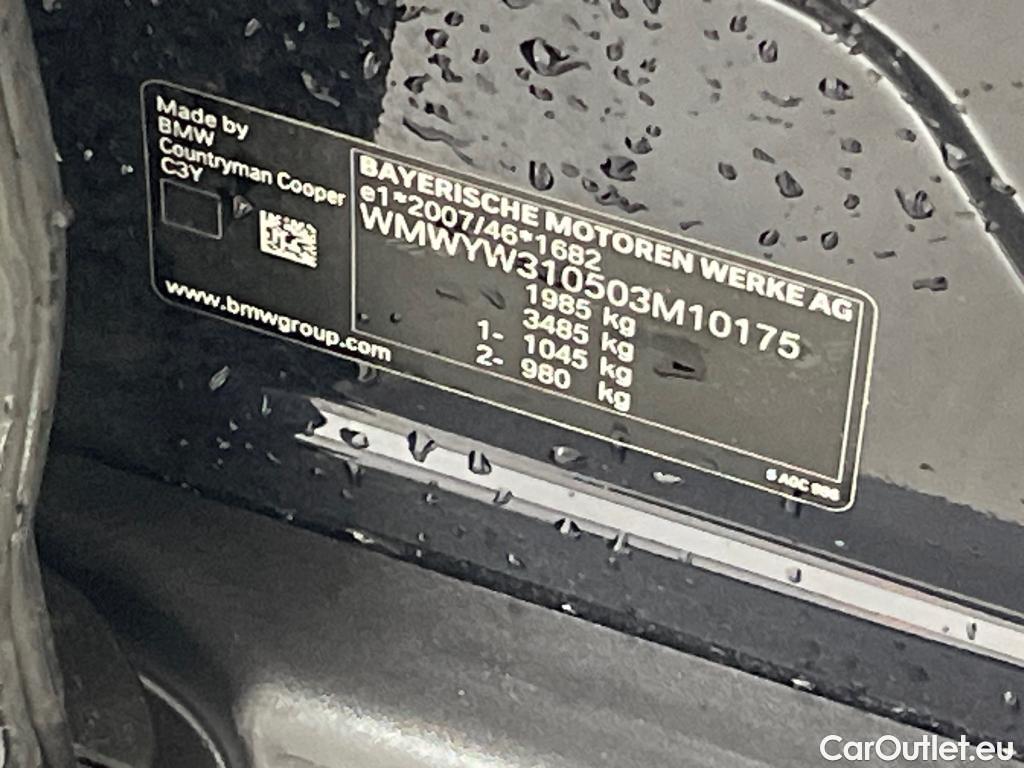 Made by
BMW
Countryman Cooper
C3Y
www.bmwgroup.com
BAYERISCHE MOTOREN WERKE AG
e1*2007/46*1682
WMWYW310503M10175
1985 kg
3485 kg
1- 1045 kg
2- 980 kg
CarOutlet.eu